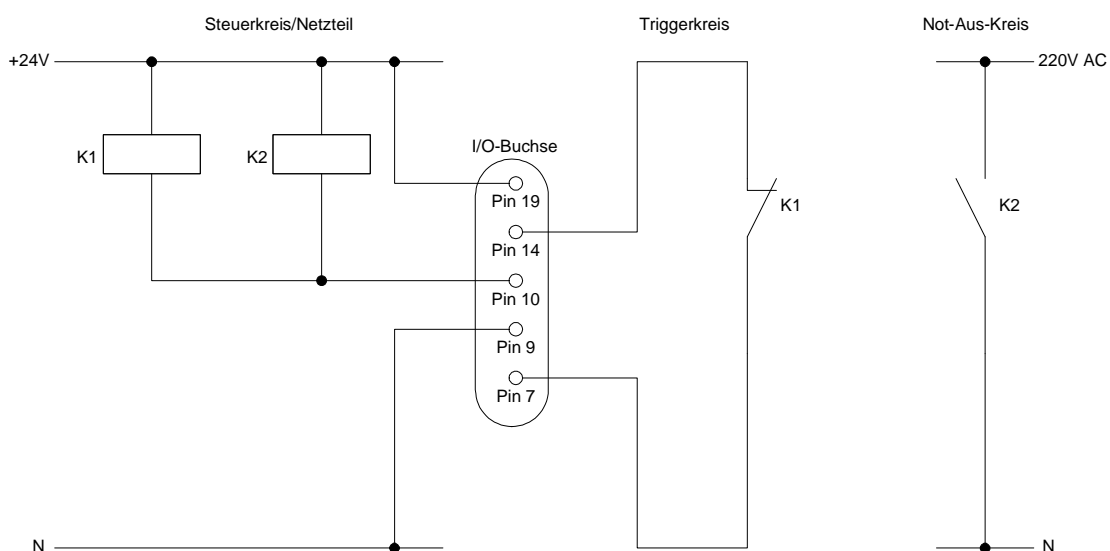 Steuerkreis/Netzteil
Triggerkreis
Not-Aus-Kreis
+24V
220V AC
I/O-Buchse
K1
K2
Pin 19
K1
K2
Pin 14
Pin 10
Pin 9
Pin 7
N
N